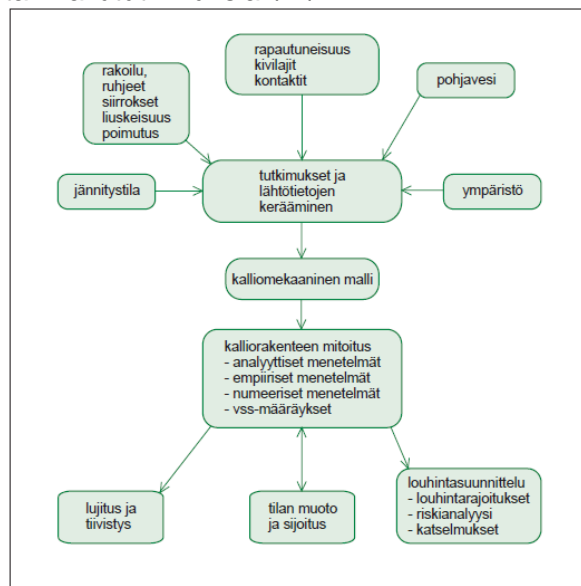 rakoilu,
ruhjeet
siirrokset
liuskeisuus
poimutus
rapautuneisuus
kivilajit
kontaktit
pohjavesi
jännitystila
tutkimukset ja
lähtötietojen
kerääminen
ympäristö
kalliomekaaninen malli
kalliorakenteen mitoitus
- analyyttiset menetelmät
- empiiriset menetelmät
- numeeriset menetelmät
- vss-määräykset
lujitus ja
tiivistys
tilan muoto
ja sijoitus
louhintasuunnittelu
- louhintarajoitukset
- riskianalyysi
- katselmukset